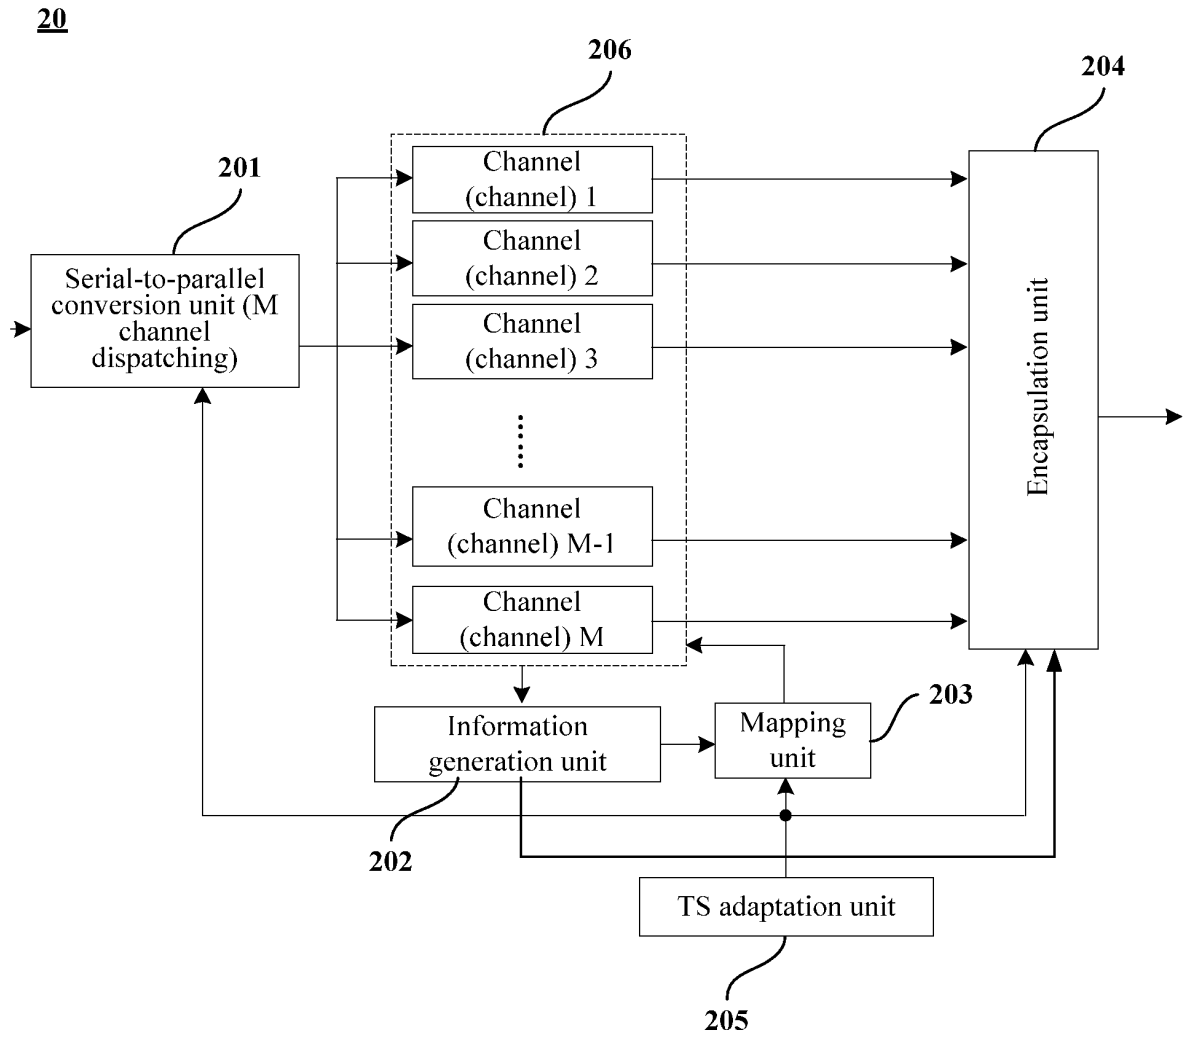 20
206
204
201
Channel
(channel) 1
Serial-to-parallel
conversion unit (M
channel
dispatching)
Channel
(channel) 2
Channel
(channel) 3
Encapsulation unit
Channel
(channel) M-1
Channel
(channel) M
203
Information
generation unit
Mapping
unit
202
TS adaptation unit
205